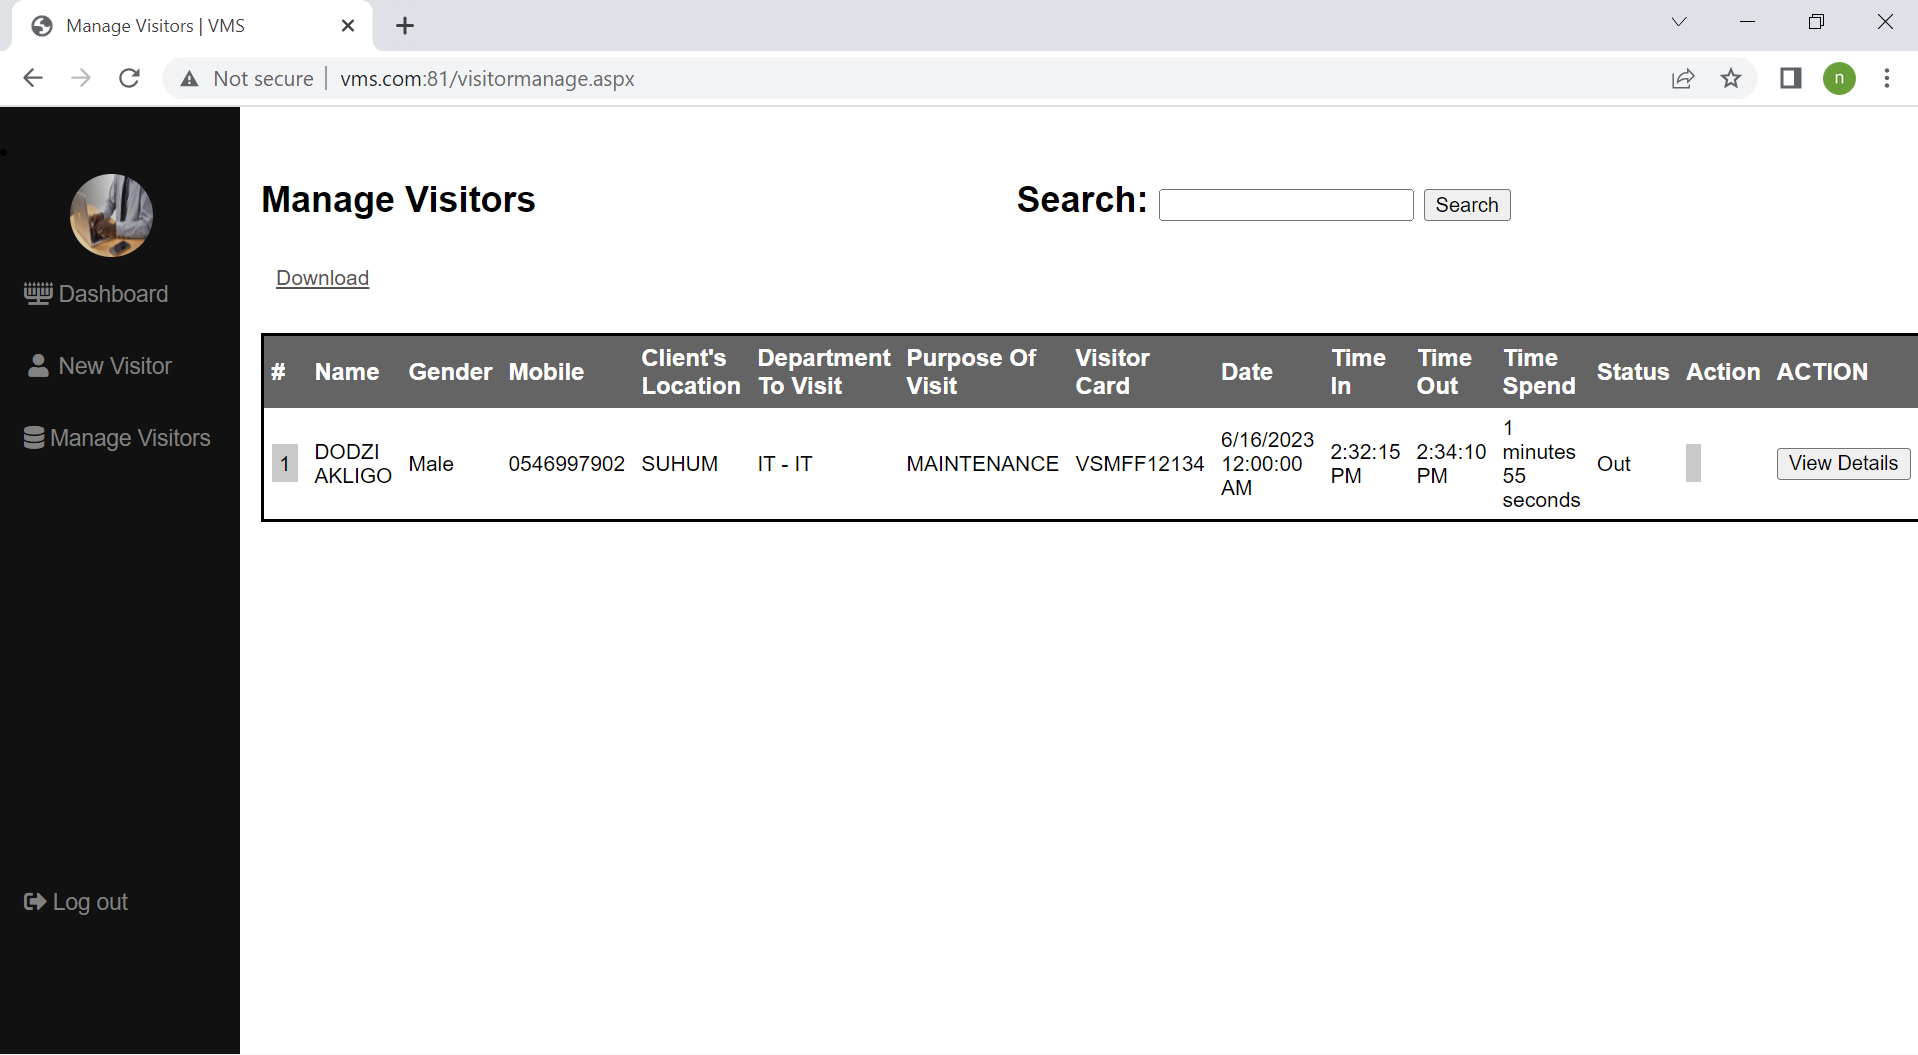 Manage Visitors | VMS
Not secure | vms.com:81/visitormanage.aspx
n
Manage Visitors
Search:
Search
Download
Dashboard
New Visitor
Manage Visitors
Log out
# Name Gender Mobile Client's Location Department To Visit Purpose Of Visit Visitor Card Date Time In Time Out Time Spend Status Action ACTION
1 DODZI AKLIGO Male 0546997902 SUHUM IT - IT MAINTENANCE VSMFF12134 6/16/2023 12:00:00 AM 2:32:15 PM 2:34:10 PM 1 minutes 55 seconds Out View Details